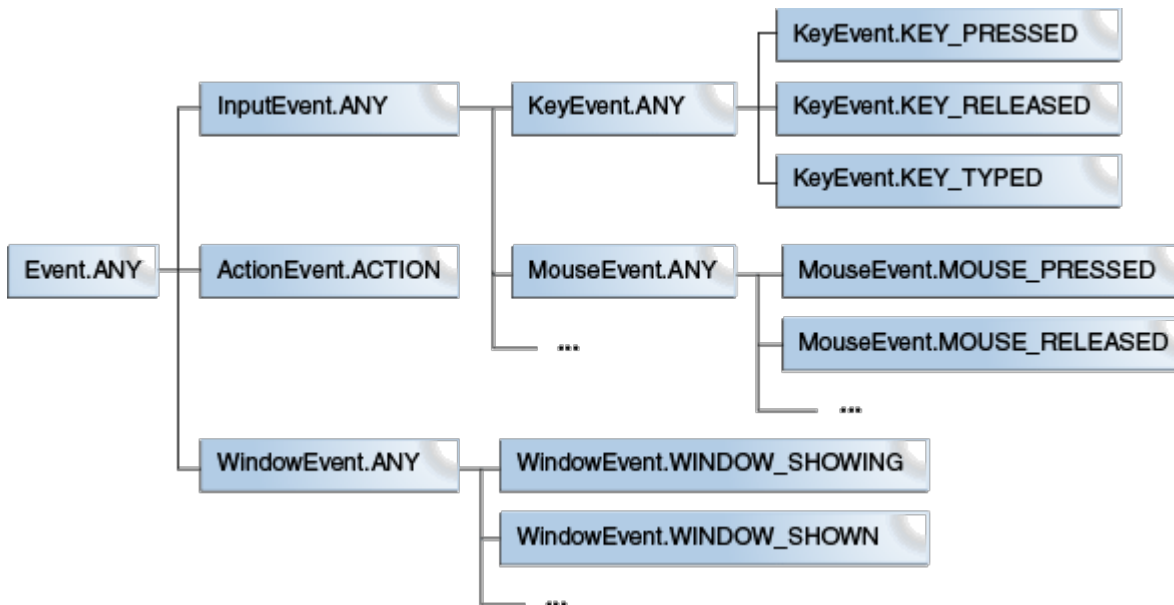 KeyEvent.KEY_PRESSED
InputEvent.ANY
KeyEvent.ANY
KeyEvent.KEY_RELEASED
KeyEvent.KEY_TYPED
Event.ANY
ActionEvent.ACTION
MouseEvent.ANY
MouseEvent.MOUSE_PRESSED
...
MouseEvent.MOUSE_RELEASED
...
WindowEvent.ANY
WindowEvent.WINDOW_SHOWING
WindowEvent.WINDOW_SHOWN
...